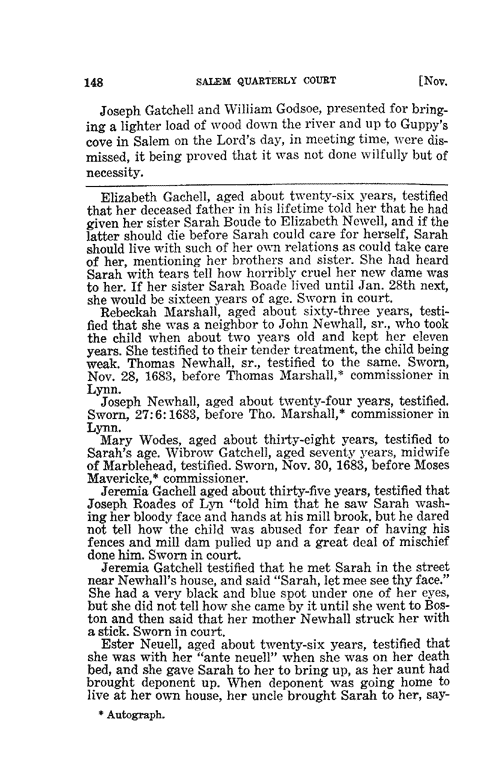 148 SALEM QUARTERLY COURT [Nov.
Joseph Gatchell and William Godsoe, presented for bring-
ing a lighter load of wood down the river and up to Guppy's
cove in Salem on the Lord's day, in meeting time, were dis-
missed, it being proved that it was not done wilfully but of
necessity.
Elizabeth Gachell, aged about twenty-six years, testified
that her deceased father in his lifetime told her that he had
given her sister Sarah Boude to Elizabeth Newell, and if the
latter should die before Sarah could care for herself, Sarah
should live with such of her own relations as could take care
of her, mentioning her brothers and sister. She had heard
Sarah with tears tell how horribly cruel her new dame was
to her. If her sister Sarah Boade lived until Jan. 28th next,
she would be sixteen years of age. Sworn in court.
Rebeckah Marshall, aged about sixty-three years, testi-
fied that she was a neighbor to John Newhall, sr., who took
the child when about two years old and kept her eleven
years. She testified to their tender treatment, the child being
weak. Thomas Newhall, sr., testified to the same. Sworn,
Nov. 28, 1683, before Thomas Marshall,* commissioner in
Lynn.
Joseph Newhall, aged about twenty-four years, testified.
Sworn, 27:6:1683, before Tho. Marshall,* commissioner in
Lynn.
Mary Wodes, aged about thirty-eight years, testified to
Sarah's age. Wibrow Gatchell, aged seventy years, midwife
of Marblehead, testified. Sworn, Nov. 30, 1683, before Moses
Mavericke,* commissioner.
Jeremia Gachell aged about thirty-five years, testified that
Joseph Roades of Lyn "told him that he saw Sarah wash-
ing her bloody face and hands at his mill brook, but he dared
not tell how the child was abused for fear of having his
fences and mill dam pulled up and a great deal of mischief
done him. Sworn in court.
Jeremia Gatchell testified that he met Sarah in the street
near Newhall's house, and said "Sarah, let mee see thy face."
She had a very black and blue spot under one of her eyes,
but she did not tell how she came by it until she went to Bos-
ton and then said that her mother Newhall struck her with
a stick. Sworn in court.
Ester Neuell, aged about twenty-six years, testified that
she was with her "ante neuell" when she was on her death
bed, and she gave Sarah to her to bring up, as her aunt had
brought deponent up. When deponent was going home to
live at her own house, her uncle brought Sarah to her, say-
* Autograph.